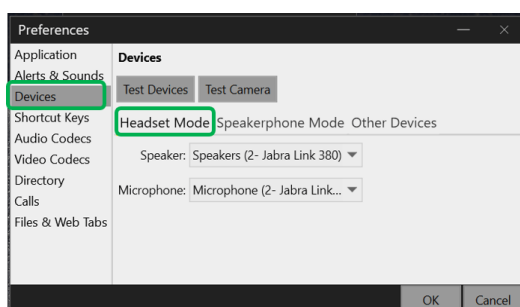 Preferences
Application
Alerts & Sounds
Devices
Shortcut Keys
Audio Codecs
Video Codecs
Directory
Calls
Files & Web Tabs
Devices
Test Devices Test Camera
Headset Mode Speakerphone Mode Other Devices
Speaker: Speakers (2- Jabra Link 380)
Microphone: Microphone (2- Jabra Link...
OK Cancel